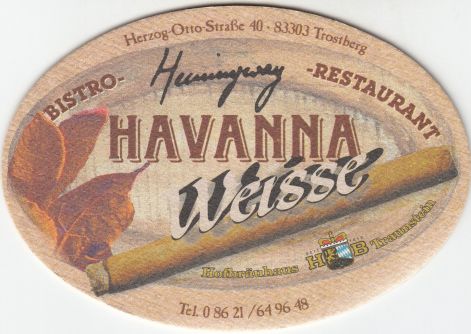 Herzog-Otto-Straße 40 · 83303 Trostberg
Hemingway
BISTRO- -RESTAURANT
HAVANNA
Weisse
Hofbräuhaus HB Traunstein
Tel. 0 86 21 / 64 96 48